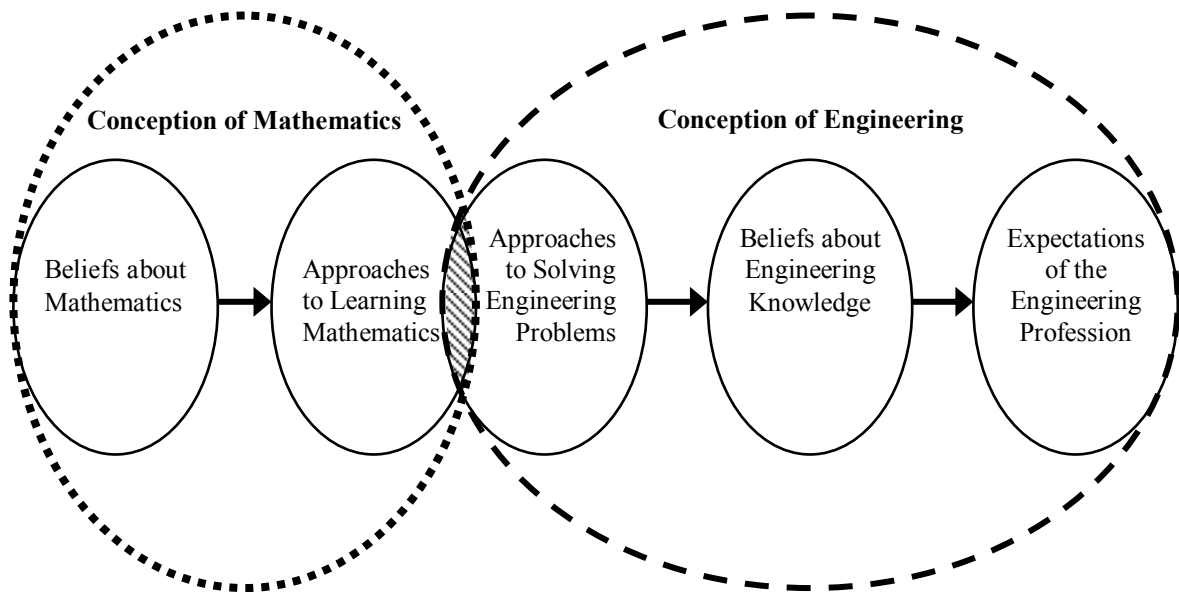 Conception of Mathematics
Conception of Engineering
Beliefs about
Mathematics
Approaches
to Learning
Mathematics
Approaches
to Solving
Engineering
Problems
Beliefs about
Engineering
Knowledge
Expectations
of the
Engineering
Profession